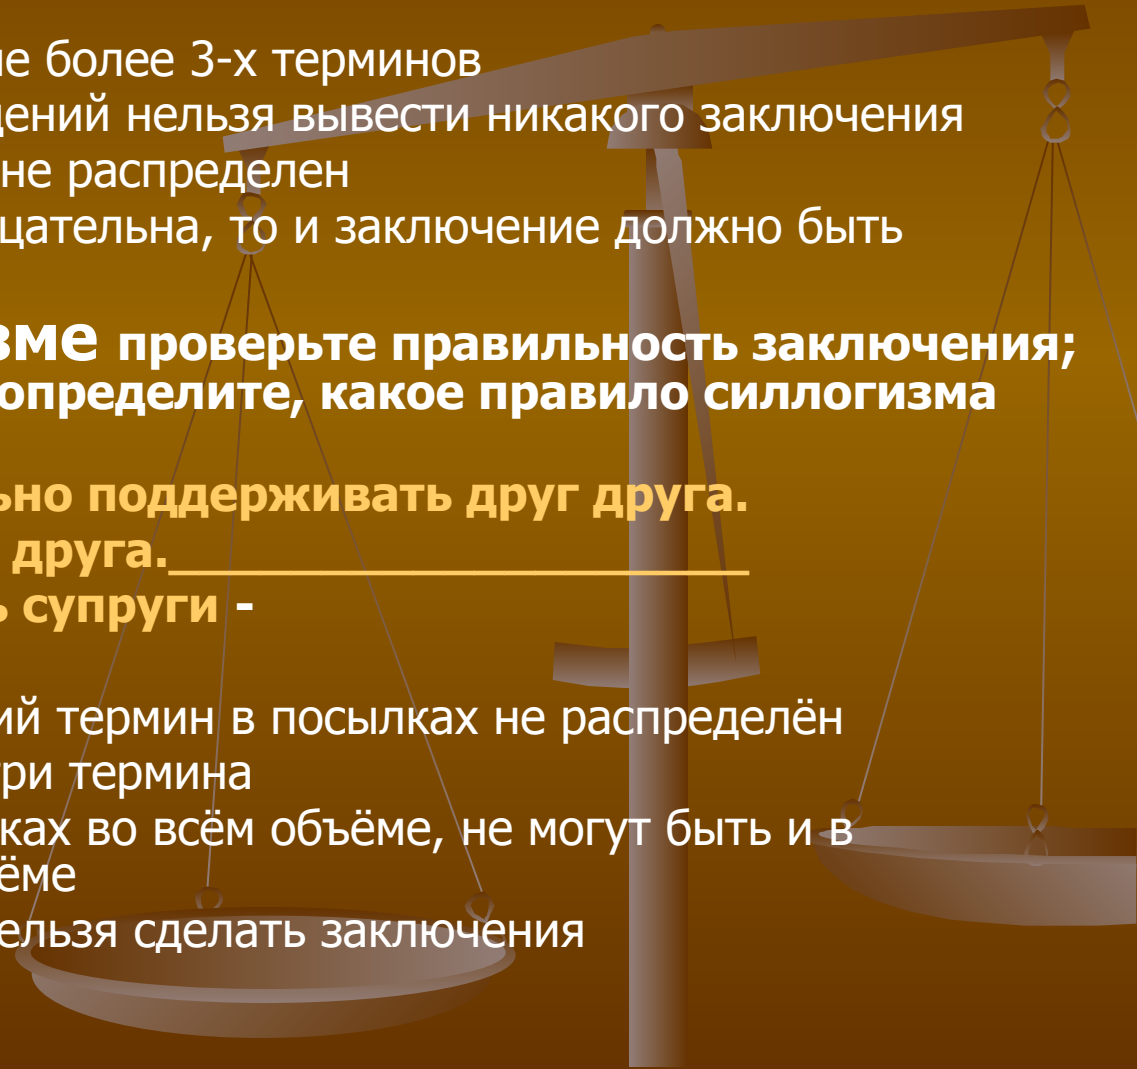 не более 3-х терминов
дений нельзя вывести никакого заключения
не распределен
цательна, то и заключение должно быть
зме проверьте правильность заключения;
определите, какое правило силлогизма
ьно поддерживать друг друга.
друга.________________________
ь супруги -
ий термин в посылках не распределён
три термина
ках во всём объёме, не могут быть и в
ёме
ельзя сделать заключения